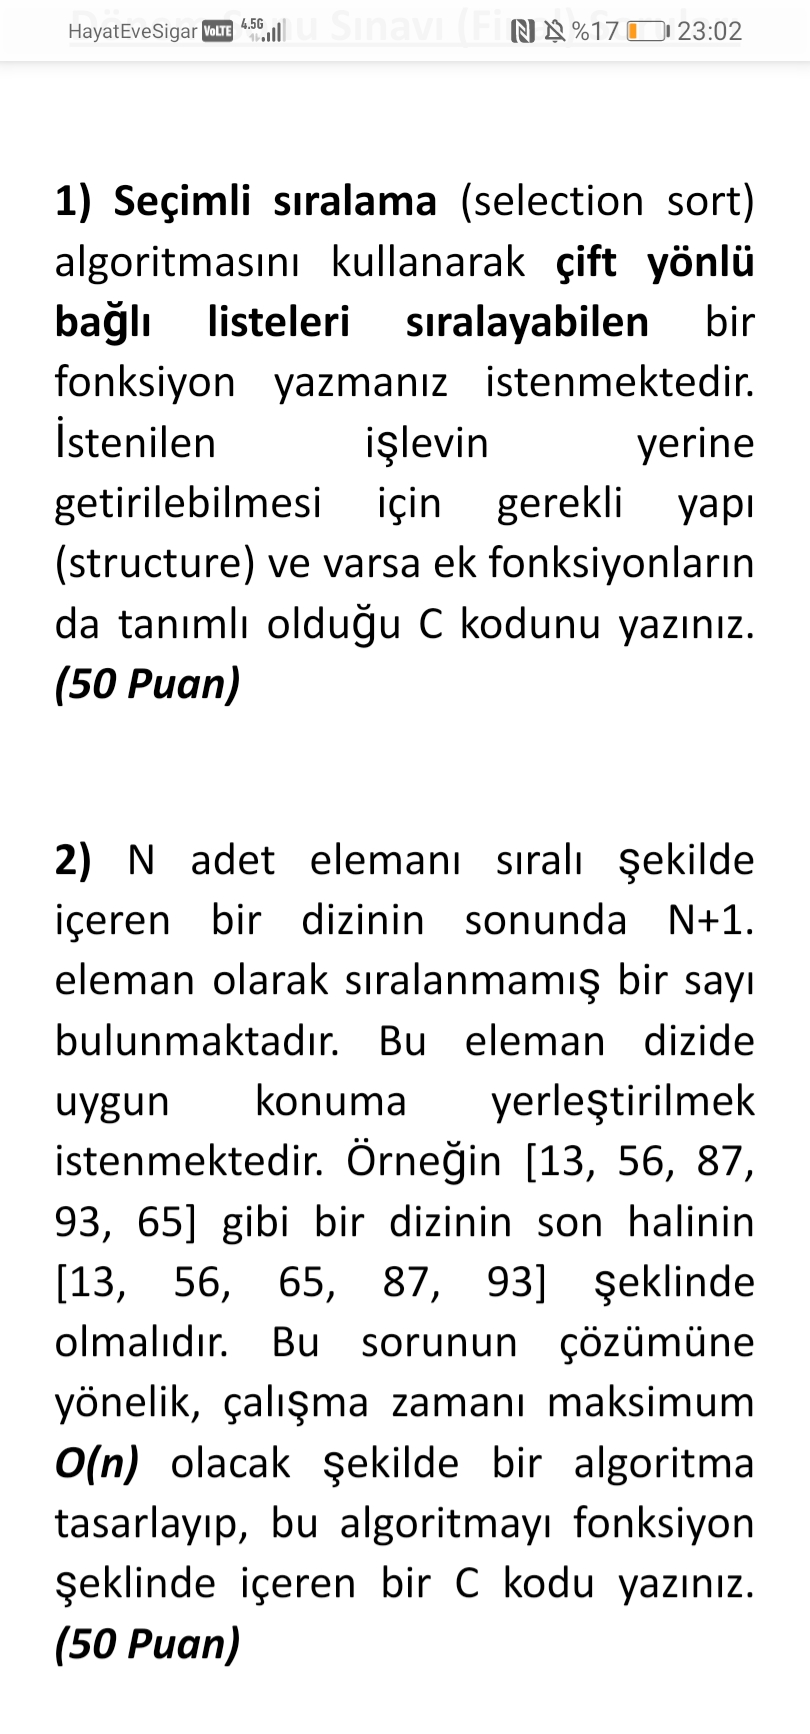 HayatEveSigar VoLTE 4.5G %17 23:02
1) Seçimli sıralama (selection sort)
algoritmasını kullanarak çift yönlü
bağlı listeleri sıralayabilen bir
fonksiyon yazmanız istenmektedir.
İstenilen işlevin yerine
getirilebilmesi için gerekli yapı
(structure) ve varsa ek fonksiyonların
da tanımlı olduğu C kodunu yazınız.
(50 Puan)
2) N adet elemanı sıralı şekilde
içeren bir dizinin sonunda N+1.
eleman olarak sıralanmamış bir sayı
bulunmaktadır. Bu eleman dizide
uygun konuma yerleştirilmek
istenmektedir. Örneğin [13, 56, 87,
93, 65] gibi bir dizinin son halinin
[13, 56, 65, 87, 93] şeklinde
olmalıdır. Bu sorunun çözümüne
yönelik, çalışma zamanı maksimum
O(n) olacak şekilde bir algoritma
tasarlayıp, bu algoritmayı fonksiyon
şeklinde içeren bir C kodu yazınız.
(50 Puan)